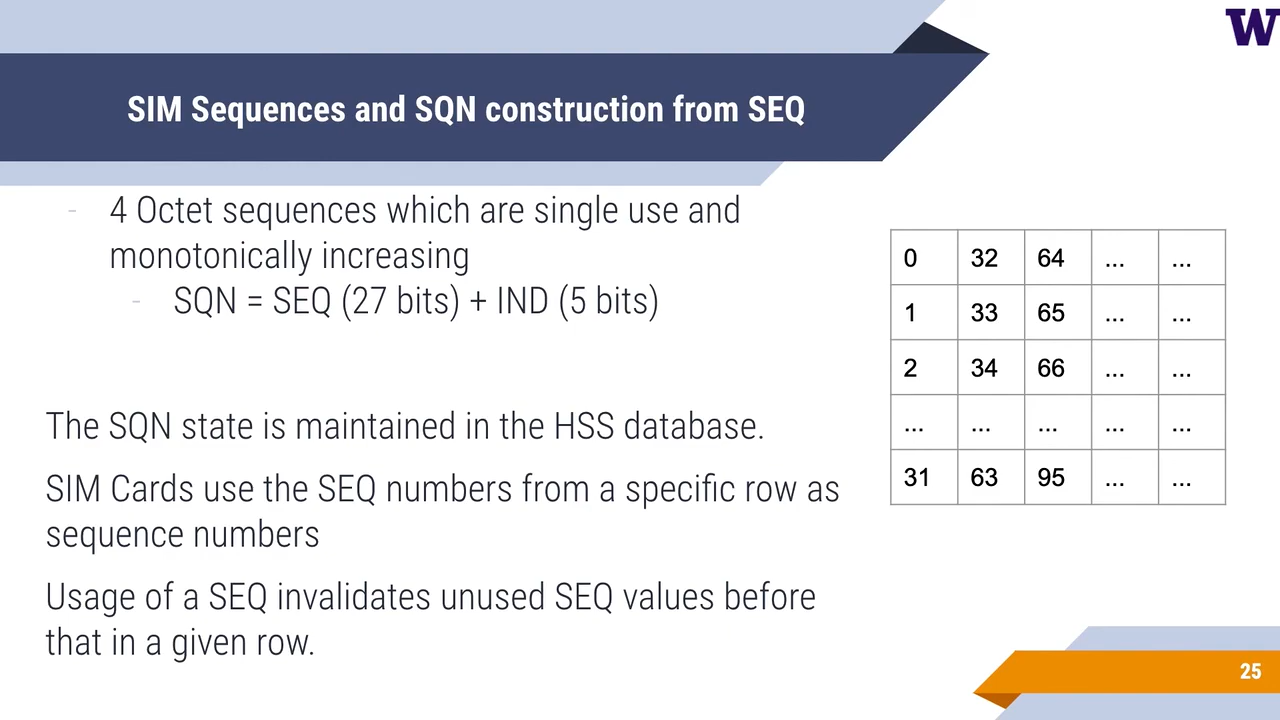 W
SIM Sequences and SQN construction from SEQ
- 4 Octet sequences which are single use and
monotonically increasing
- SQN = SEQ (27 bits) + IND (5 bits)
The SQN state is maintained in the HSS database.
SIM Cards use the SEQ numbers from a specific row as
sequence numbers
Usage of a SEQ invalidates unused SEQ values before
that in a given row.
0 32 64 ... ...
1 33 65 ... ...
2 34 66 ... ...
... ... ... ... ...
31 63 95 ... ...
25